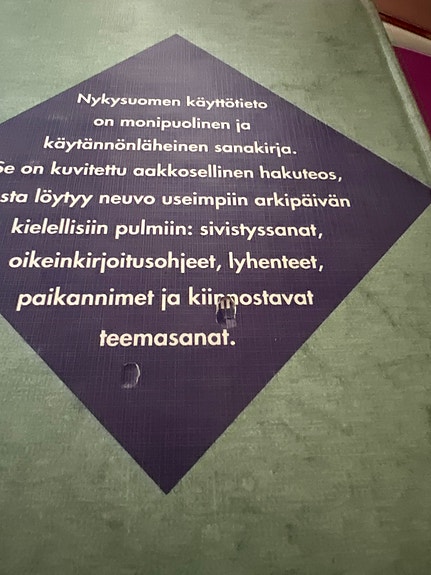 Nykysuomen käyttötieto
on monipuolinen ja
käytännönläheinen sanakirja.
Se on kuvitettu aakkosellinen hakuteos,
sta löytyy neuvo useimpiin arkipäivän
kielellisiin pulmiin: sivistyssanat,
oikeinkirjoitusohjeet, lyhenteet,
paikannimet ja kiinnostavat
teemasanat.